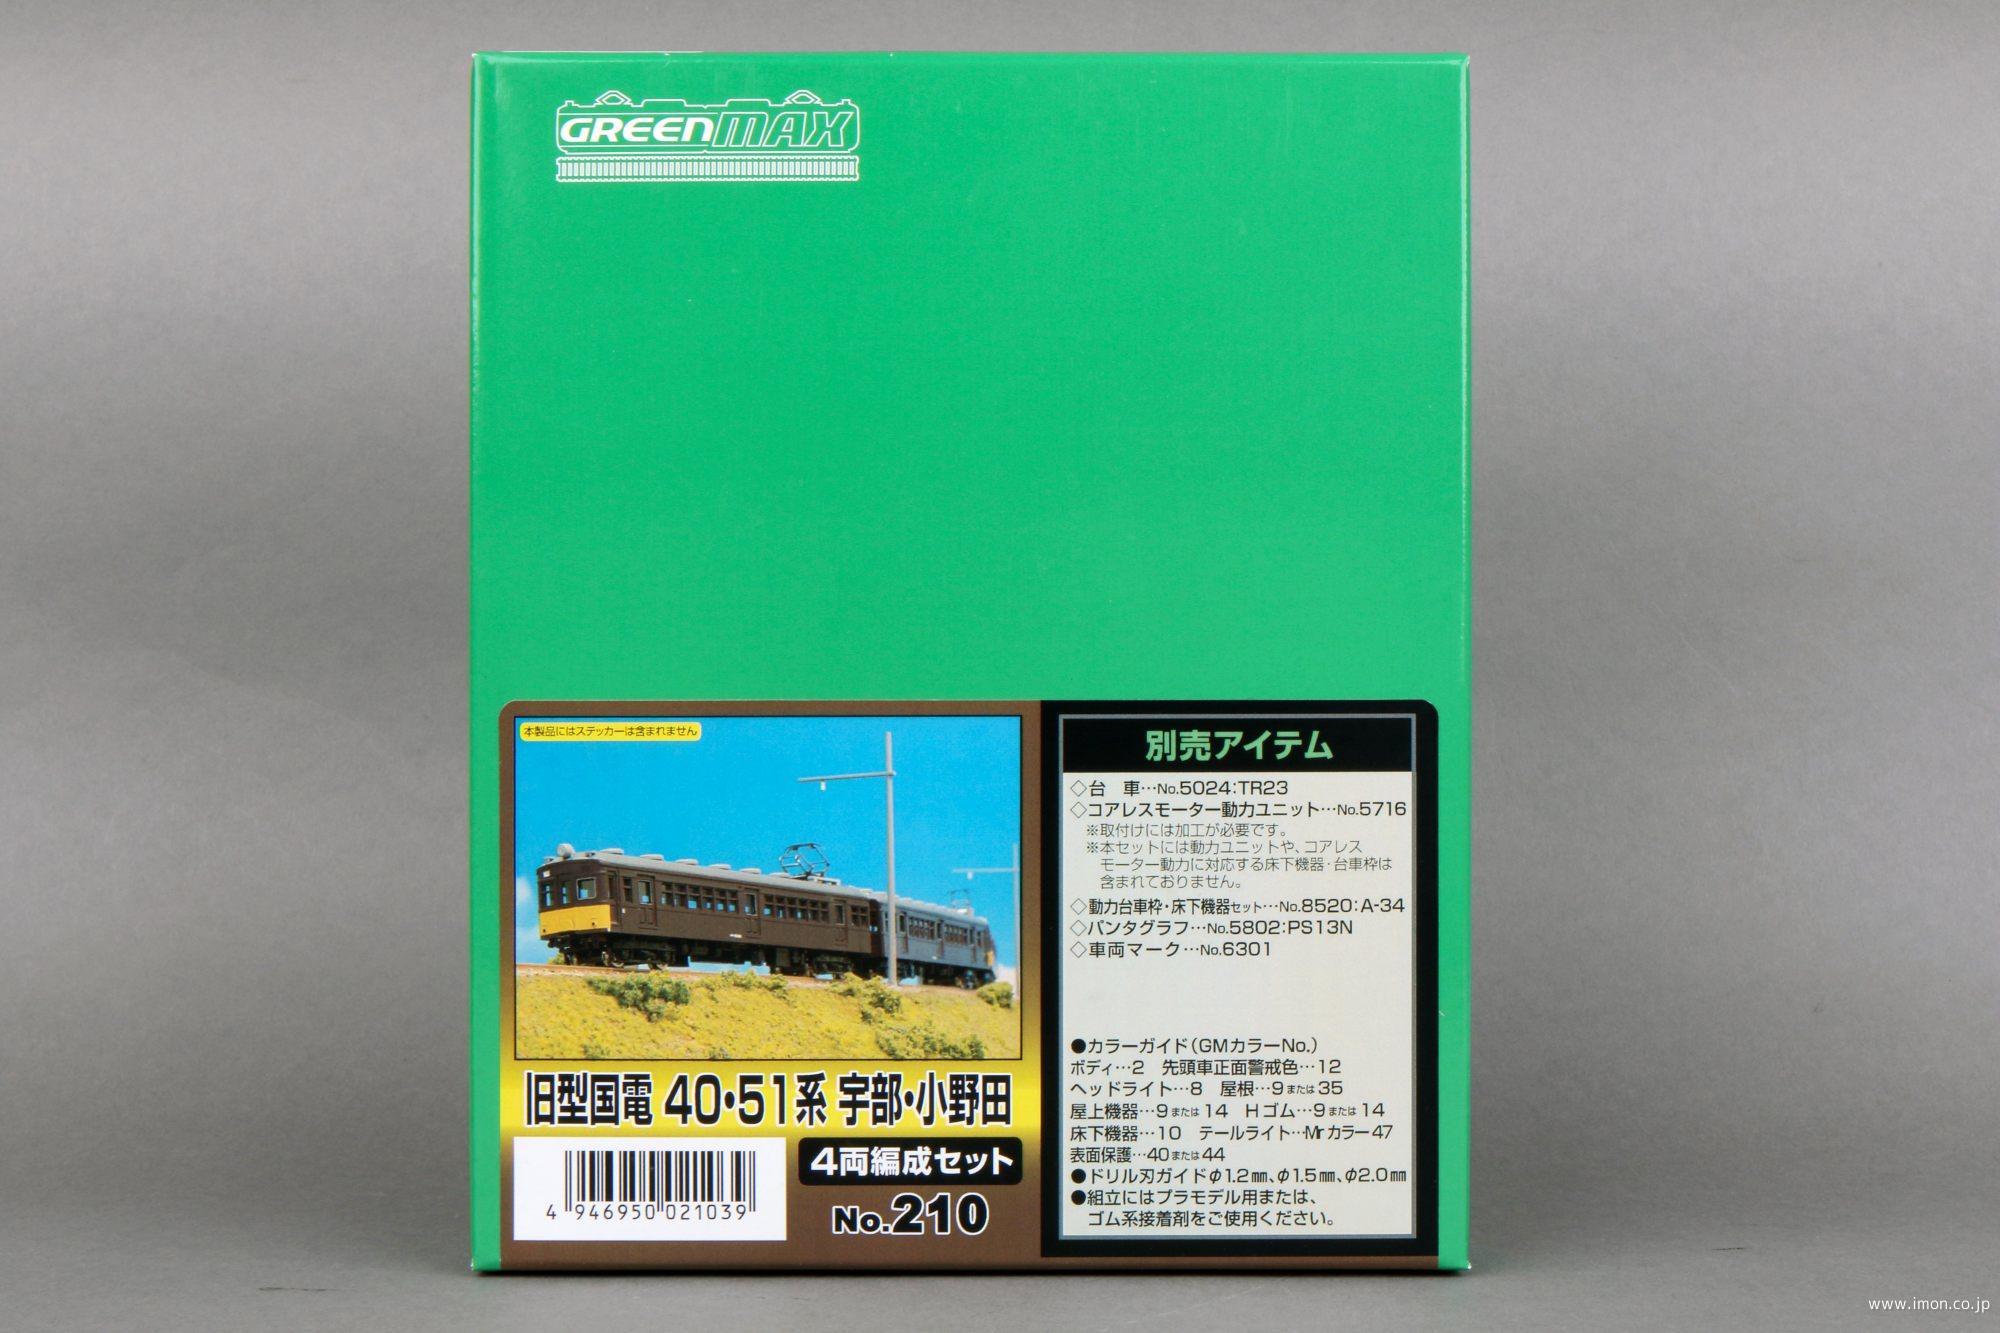 GREENMAX
本製品にはステッカーは含まれません
旧型国電 40・51系 宇部・小野田
4両編成セット
No.210
4 946950 021039
別売アイテム
◇台 車…No.5024:TR23
◇コアレスモーター動力ユニット…No.5716
※取付けには加工が必要です。
※本セットには動力ユニットや、コアレス
モーター動力に対応する床下機器・台車枠は
含まれておりません。
◇動力台車枠・床下機器セット…No.8520:A-34
◇パンタグラフ…No.5802:PS13N
◇車両マーク…No.6301
●カラーガイド(GMカラーNo.)
ボディ…2 先頭車正面警戒色…12
ヘッドライト…8 屋根…9または35
屋上機器…9または14 Hゴム…9または14
床下機器…10 テールライト…Mrカラー47
表面保護…40または44
●ドリル刃ガイドφ1.2㎜、φ1.5㎜、φ2.0㎜
●組立にはプラモデル用または、
ゴム系接着剤をご使用ください。
www.imon.co.jp